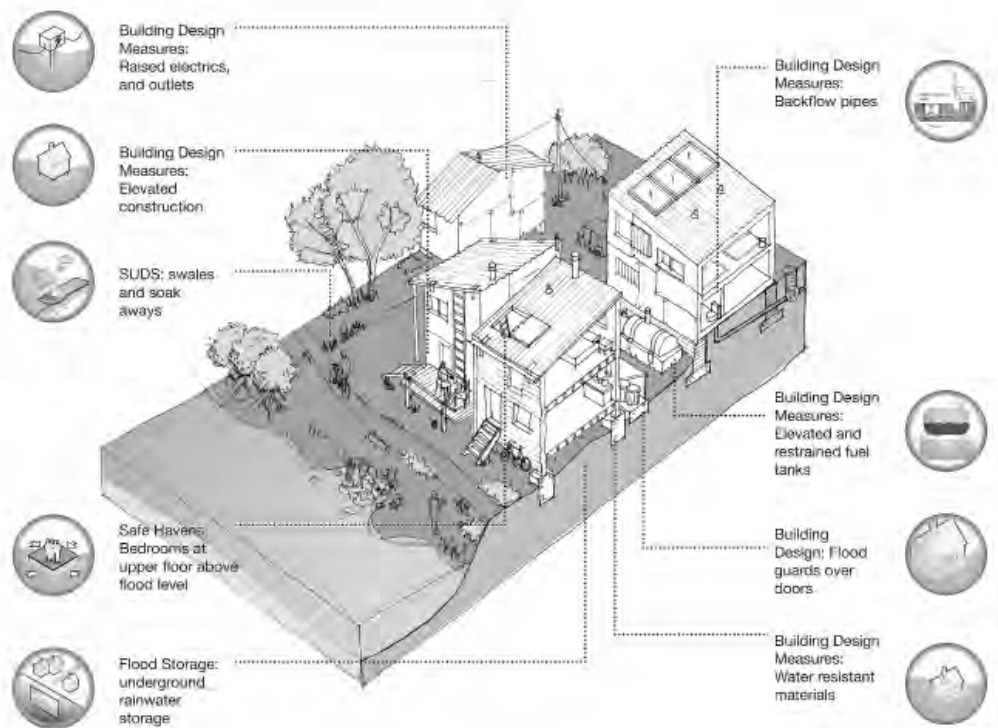 Building Design
Measures:
Raised electrics,
and outlets
Building Design
Measures:
Elevated
construction
SUDS: swales
and soak
aways
Safe Havens:
Bedrooms at
upper floor above
flood level
Flood Storage:
underground
rainwater
storage
Building Design
Measures:
Backflow pipes
Building Design
Measures:
Elevated and
restrained fuel
tanks
Building
Design: Flood
guards over
doors
Building Design
Measures:
Water resistant
materials